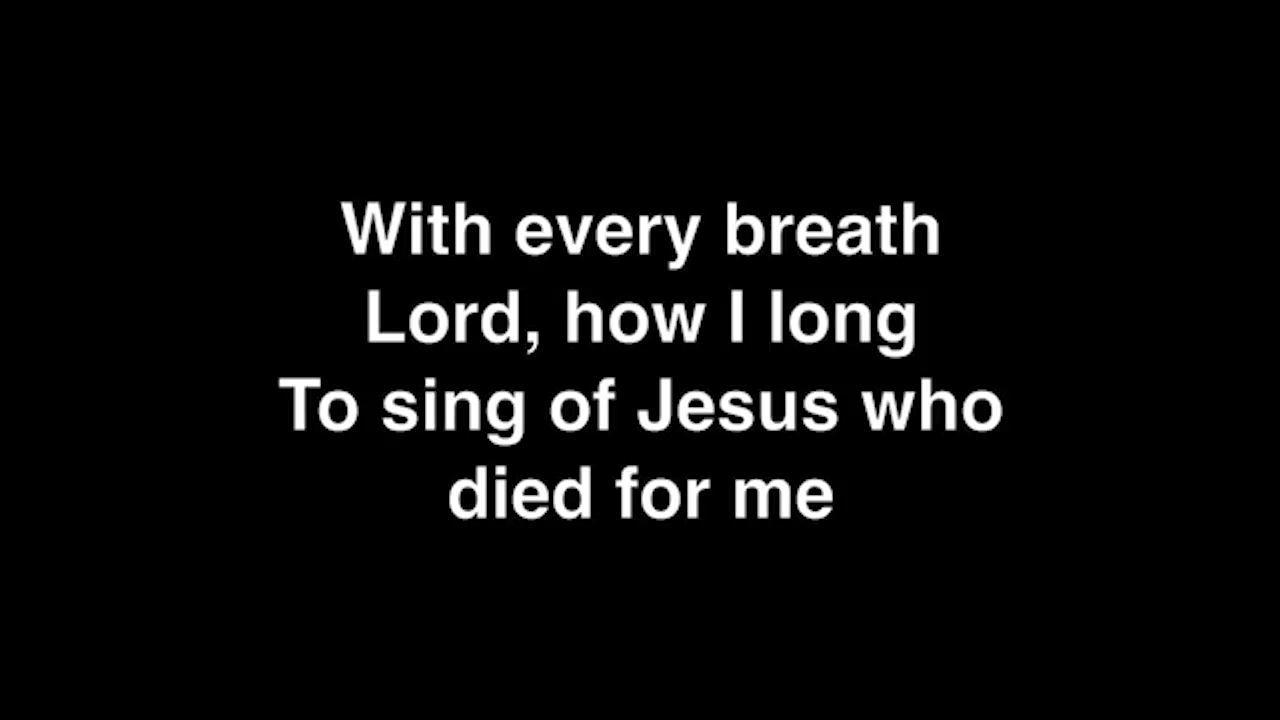 With every breath
Lord, how I long
To sing of Jesus who
died for me